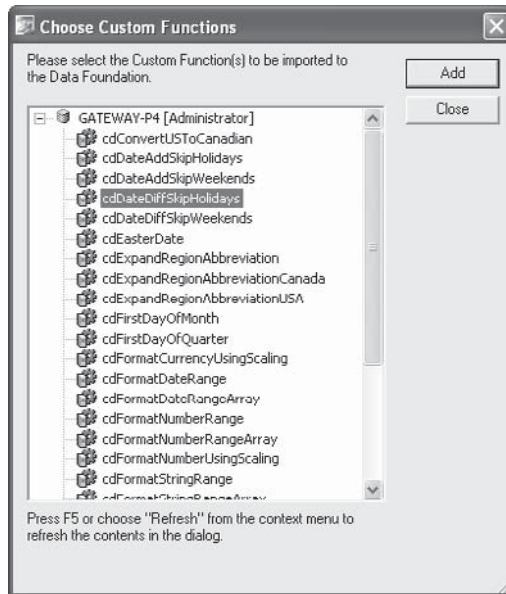 Choose Custom Functions
Please select the Custom Function(s) to be imported to
the Data Foundation.
Add
Close
GATEWAY-P4 [Administrator]
cdConvertUSToCanadian
cdDateAddSkipHolidays
cdDateAddSkipWeekends
cdDateDiffSkipHolidays
cdDateDiffSkipWeekends
cdEasterDate
cdExpandRegionAbbreviation
cdExpandRegionAbbreviationCanada
cdExpandRegionAbbreviationUSA
cdFirstDayOfMonth
cdFirstDayOfQuarter
cdFormatCurrencyUsingScaling
cdFormatDateRange
cdFormatDateRangeArray
cdFormatNumberRange
cdFormatNumberRangeArray
cdFormatNumberUsingScaling
cdFormatStringRange
cdFormatStringRangeArray
Press F5 or choose "Refresh" from the context menu to
refresh the contents in the dialog.